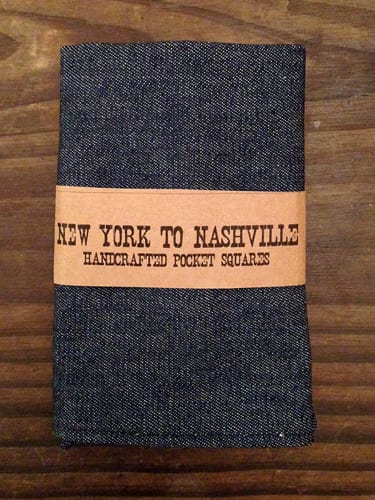 NEW YORK TO NASHVILLE
HANDCRAFTED POCKET SQUARES